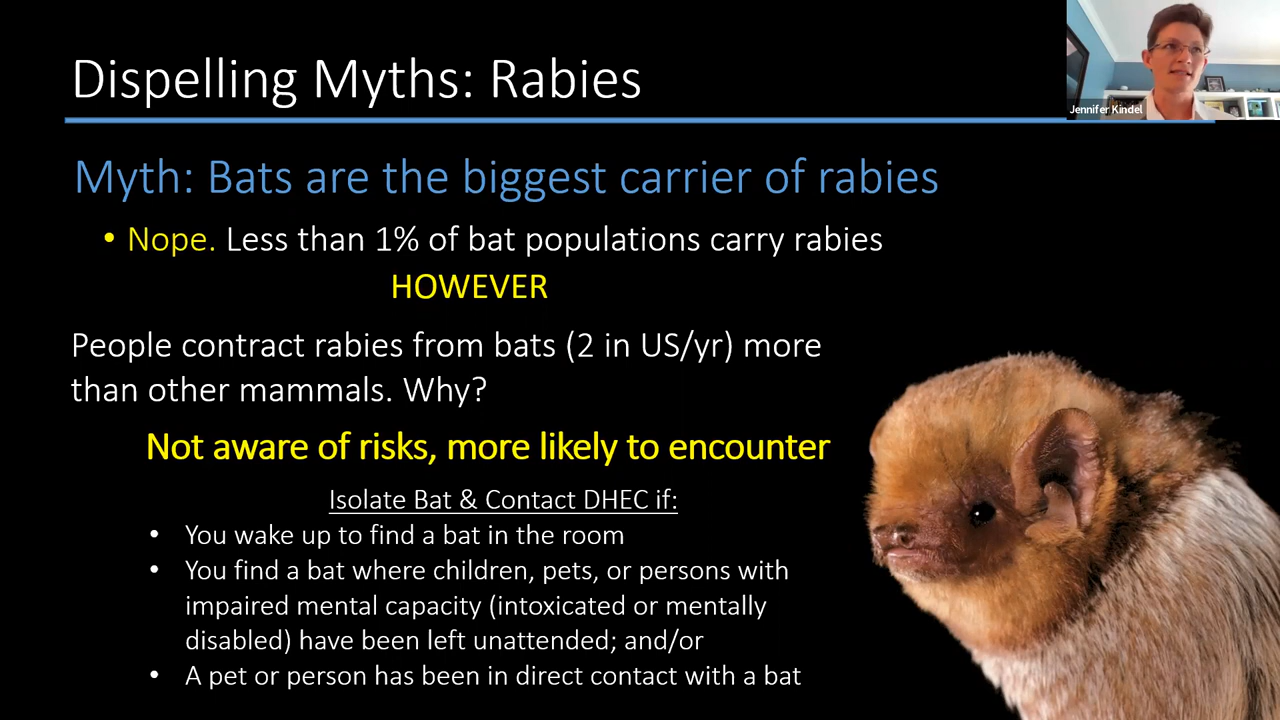 Dispelling Myths: Rabies
Jennifer Kindel
Myth: Bats are the biggest carrier of rabies
• Nope. Less than 1% of bat populations carry rabies
HOWEVER
People contract rabies from bats (2 in US/yr) more
than other mammals. Why?
Not aware of risks, more likely to encounter
Isolate Bat & Contact DHEC if:
• You wake up to find a bat in the room
• You find a bat where children, pets, or persons with
impaired mental capacity (intoxicated or mentally
disabled) have been left unattended; and/or
• A pet or person has been in direct contact with a bat